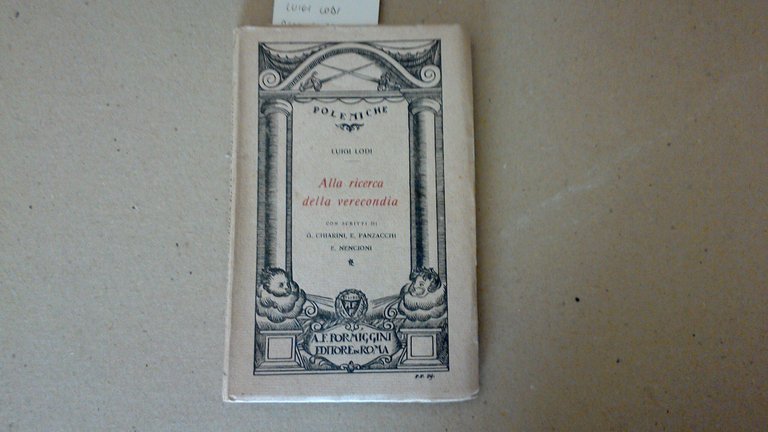 LUIGI LODI
POLEMICHE
LUIGI LODI
Alla ricerca
della verecondia
CON SCRITTI DI
G. CHIARINI, E. PANZACCHI
E. NENCIONI
A.F.
A.F. FORMIGGINI
EDITORE IN ROMA